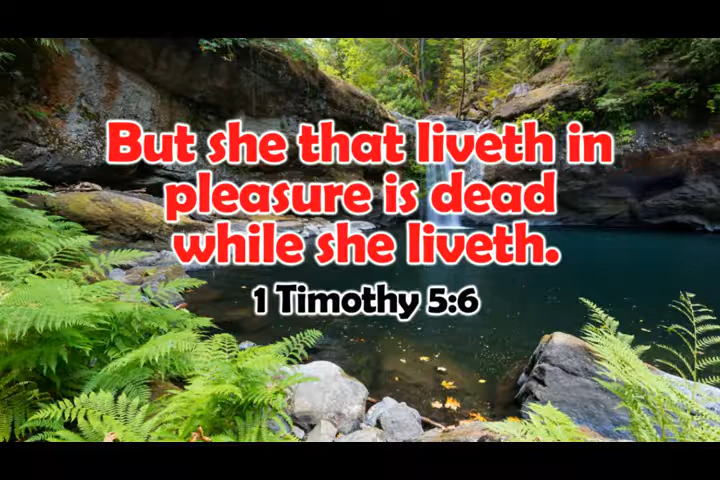 But she that liveth in
pleasure is dead
while she liveth.
1 Timothy 5:6